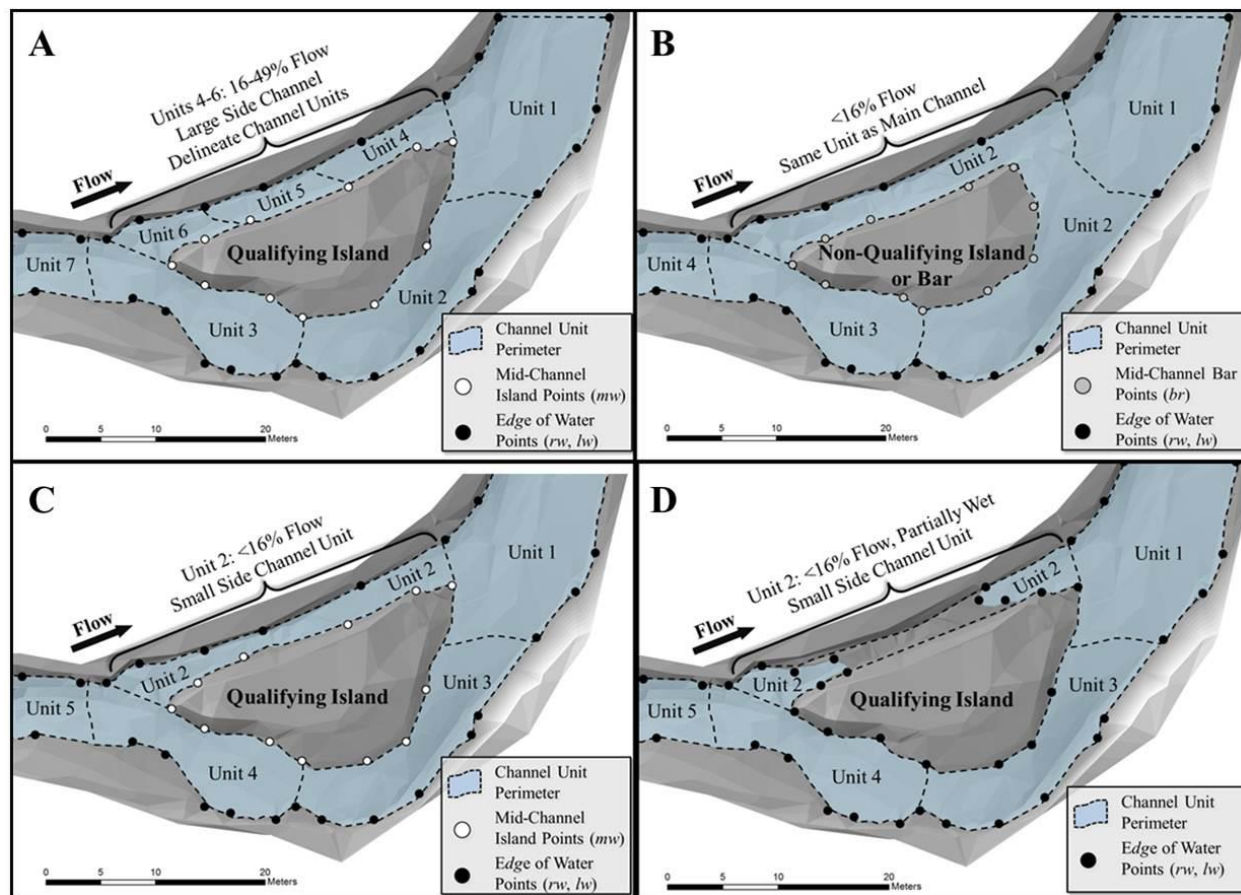 A
Units 4-6: 16-49% Flow
Large Side Channel
Delineate Channel Units
Flow
Unit 1
Unit 4
Unit 5
Unit 6
Unit 7
Qualifying Island
Unit 2
Unit 3
Channel Unit
Perimeter
Mid-Channel
Island Points (mw)
Edge of Water
Points (rw, lw)
0 5 10 20
Meters
B
<16% Flow
Same Unit as Main Channel
Flow
Unit 1
Unit 2
Unit 2
Non-Qualifying Island
or Bar
Unit 4
Unit 3
Channel Unit
Perimeter
Mid-Channel Bar
Points (br)
Edge of Water
Points (rw, lw)
0 5 10 20
Meters
C
Unit 2: <16% Flow
Small Side Channel Unit
Flow
Unit 1
Unit 2
Unit 2
Qualifying Island
Unit 3
Unit 5
Unit 4
Channel Unit
Perimeter
Mid-Channel
Island Points (mw)
Edge of Water
Points (rw, lw)
0 5 10 20
Meters
D
Unit 2: <16% Flow, Partially Wet
Small Side Channel Unit
Flow
Unit 1
Unit 2
Unit 2
Qualifying Island
Unit 3
Unit 5
Unit 4
Channel Unit
Perimeter
Edge of Water
Points (rw, lw)
0 5 10 20
Meters